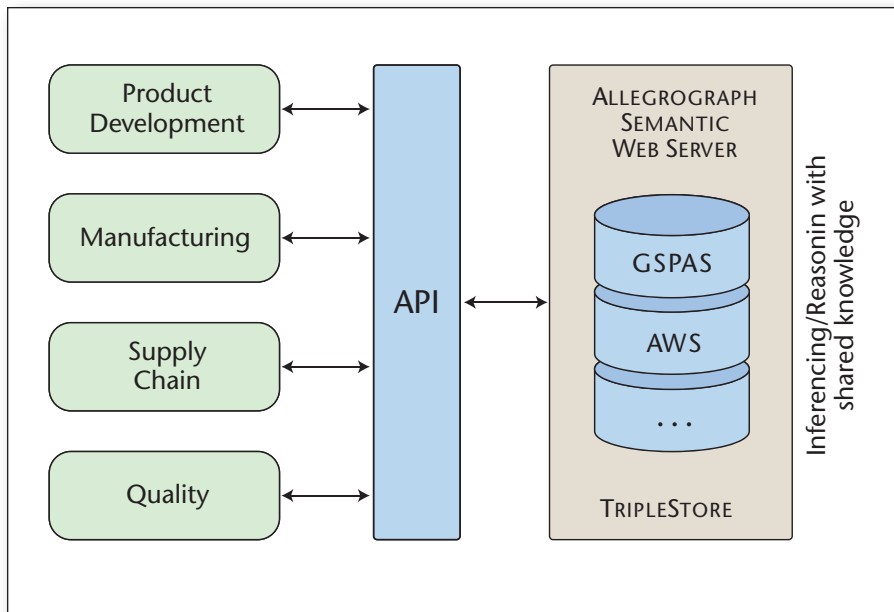 Product
Development
Manufacturing
Supply
Chain
Quality
API
ALLEGROGRAPH
SEMANTIC
WEB SERVER
GSPAS
AWS
...
TRIPLESTORE
Inferencing/Reasonin with
shared knowledge